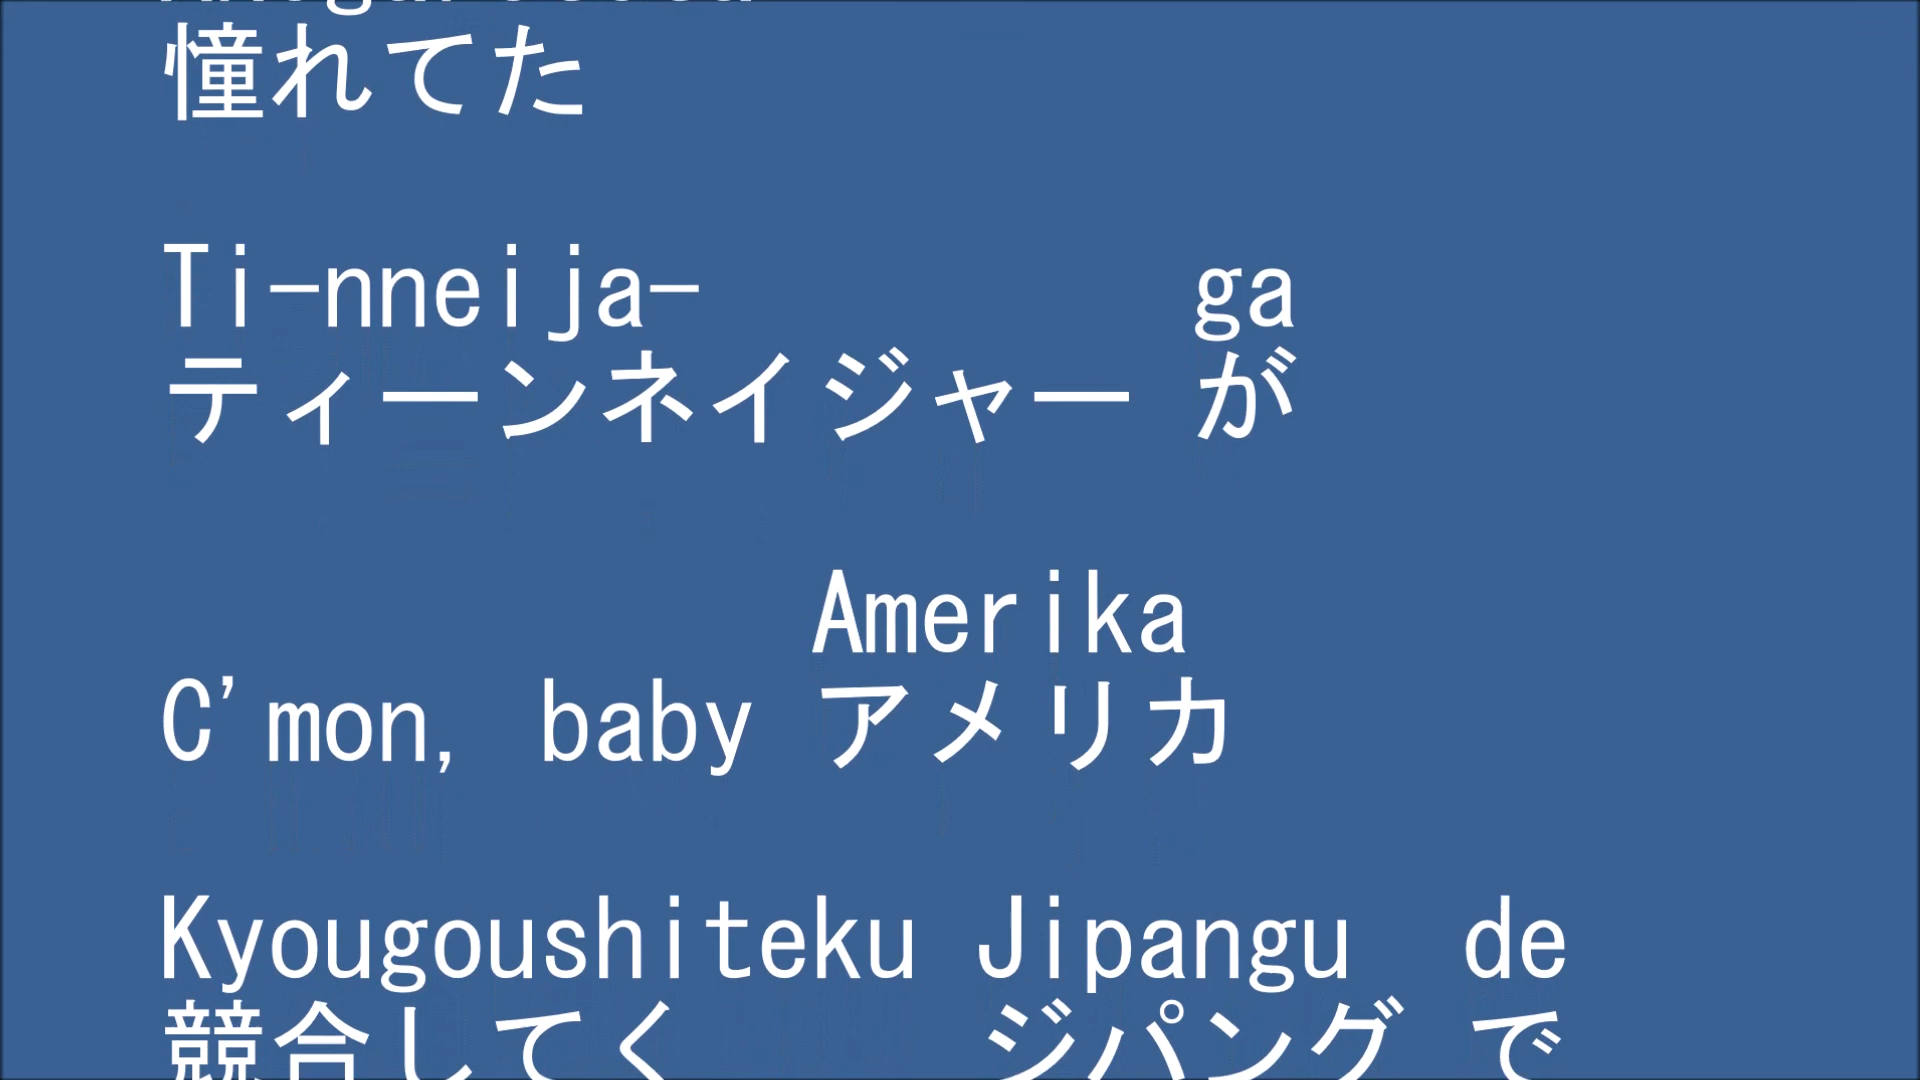 憧れてた
Ti-nneija- ga
ティーンネイジャー が
Amerika
C'mon, baby アメリカ
Kyougoushiteku Jipangu de
競合してく ジパング で